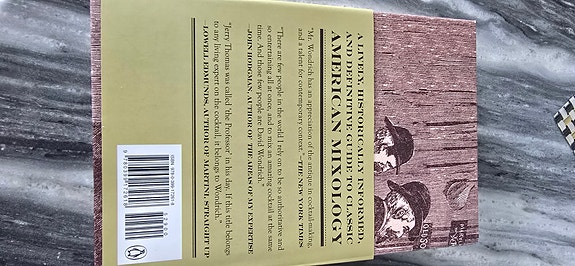 A LIVELY, HISTORICALLY INFORMED,
AND DEFINITIVE GUIDE TO CLASSIC
AMERICAN MIXOLOGY
"Mr. Wondrich has an appreciation of the antique in cocktail-making,
and a talent for contemporary context." —THE NEW YORK TIMES
"There are few people in the world I rely on to be so authoritative and
so entertaining all at once, and to mix an amazing cocktail at the same
time. And those few people are David Wondrich."
—JOHN HODGMAN, AUTHOR OF THE AREAS OF MY EXPERTISE
"Jerry Thomas was called 'the Professor' in his day. If this title belongs
to any living expert on the cocktail, it belongs to Wondrich."
—LOWELL EDMUNDS, AUTHOR OF MARTINI, STRAIGHT UP